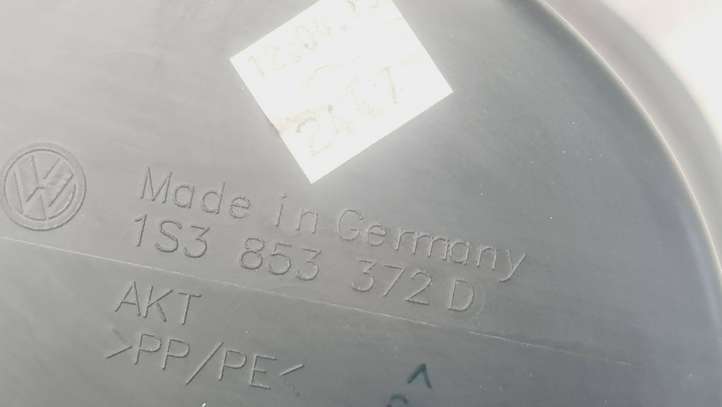 Made in Germany
1S3 853 372 D
AKT
>PP/PE<